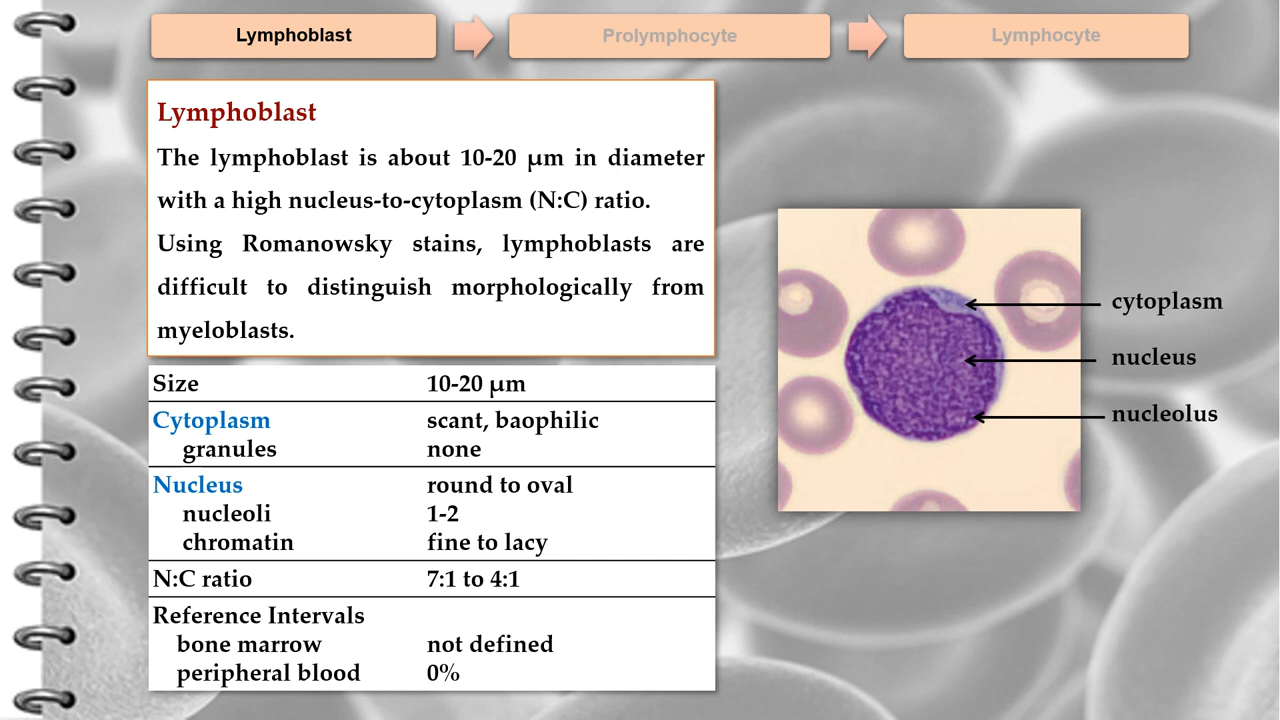 Lymphoblast
Prolymphocyte
Lymphocyte
Lymphoblast
The lymphoblast is about 10-20 µm in diameter
with a high nucleus-to-cytoplasm (N:C) ratio.
Using Romanowsky stains, lymphoblasts are
difficult to distinguish morphologically from
myeloblasts.
Size 10-20 µm
Cytoplasm scant, baophilic
granules none
Nucleus round to oval
nucleoli 1-2
chromatin fine to lacy
N:C ratio 7:1 to 4:1
Reference Intervals
bone marrow not defined
peripheral blood 0%
cytoplasm
nucleus
nucleolus